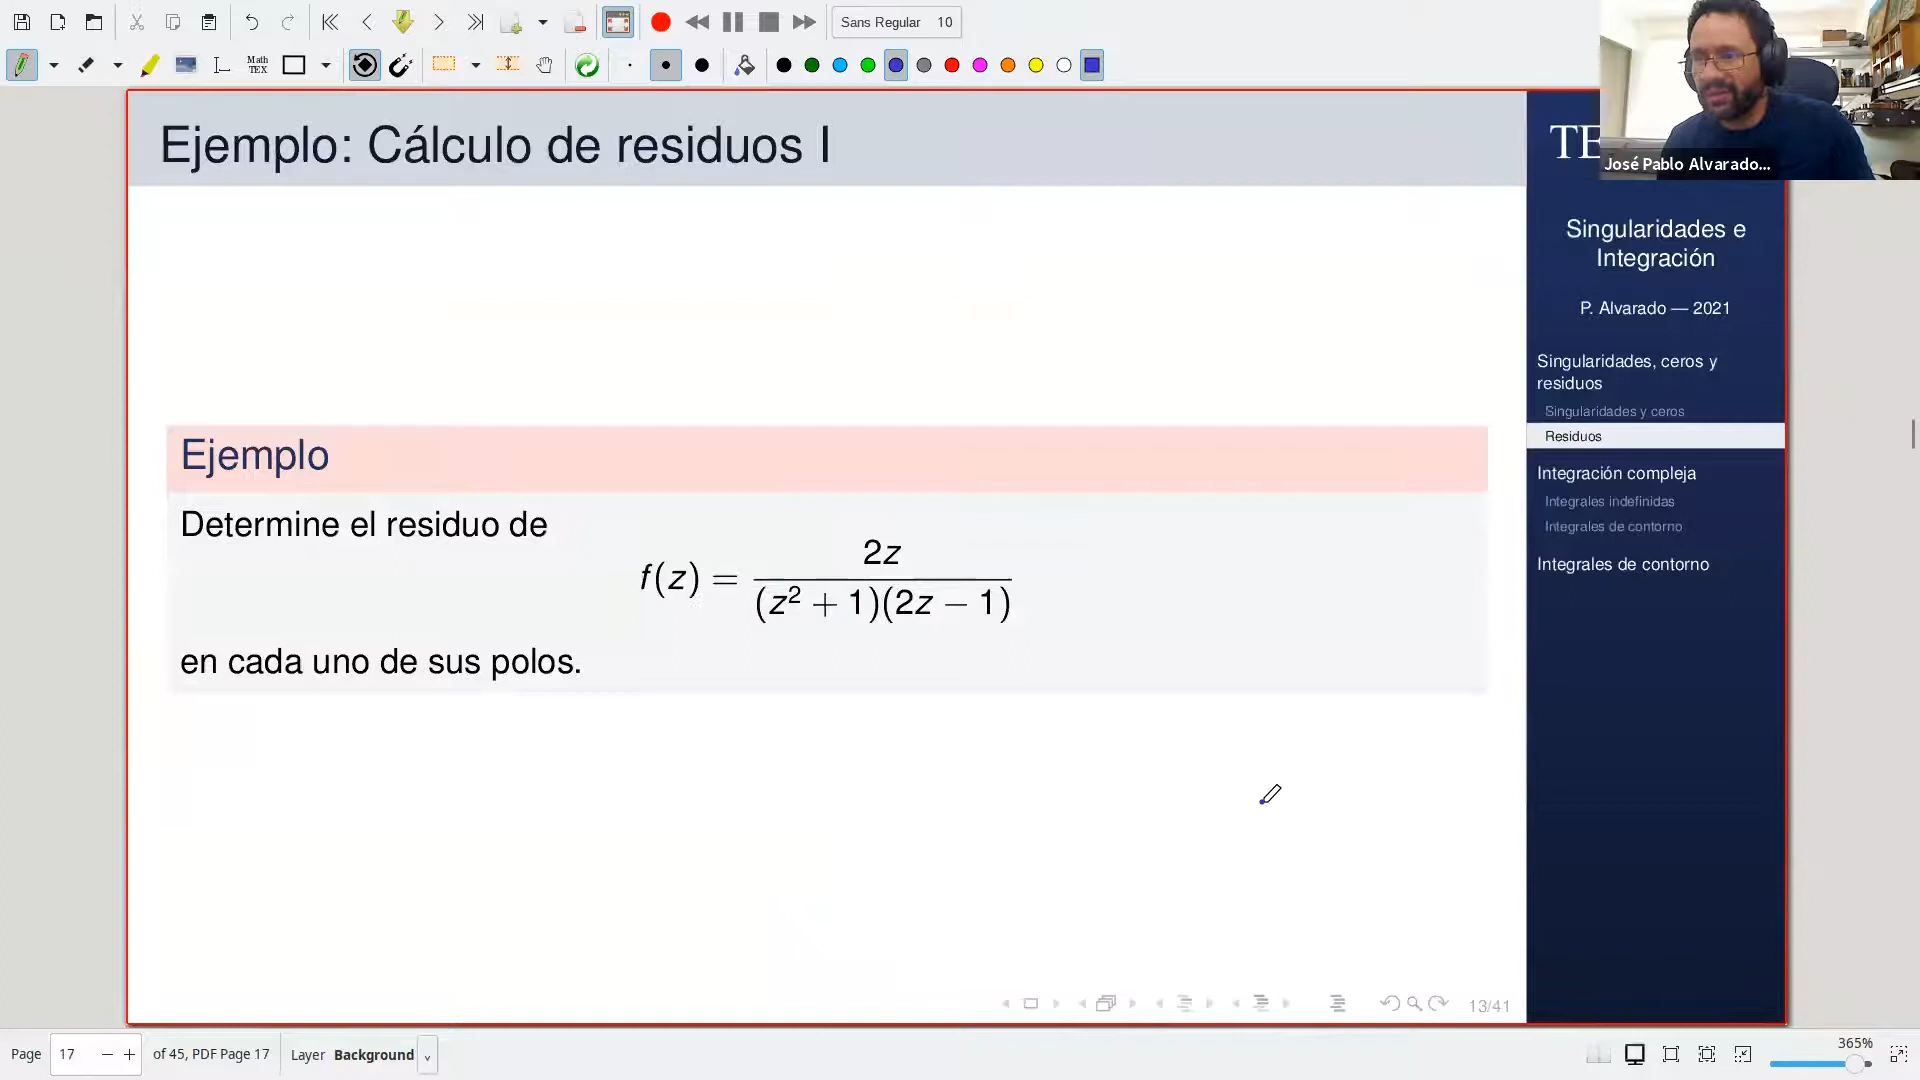 Sans Regular 10
Math
TEX
Ejemplo: Cálculo de residuos I
TE
José Pablo Alvarado...
Singularidades e
Integración
P. Alvarado — 2021
Singularidades, ceros y
residuos
Singularidades y ceros
Residuos
Integración compleja
Integrales indefinidas
Integrales de contorno
Integrales de contorno
Ejemplo
Determine el residuo de
f(z) = 2z / (z² + 1)(2z − 1)
en cada uno de sus polos.
13/41
Page 17 of 45, PDF Page 17 Layer Background
365%